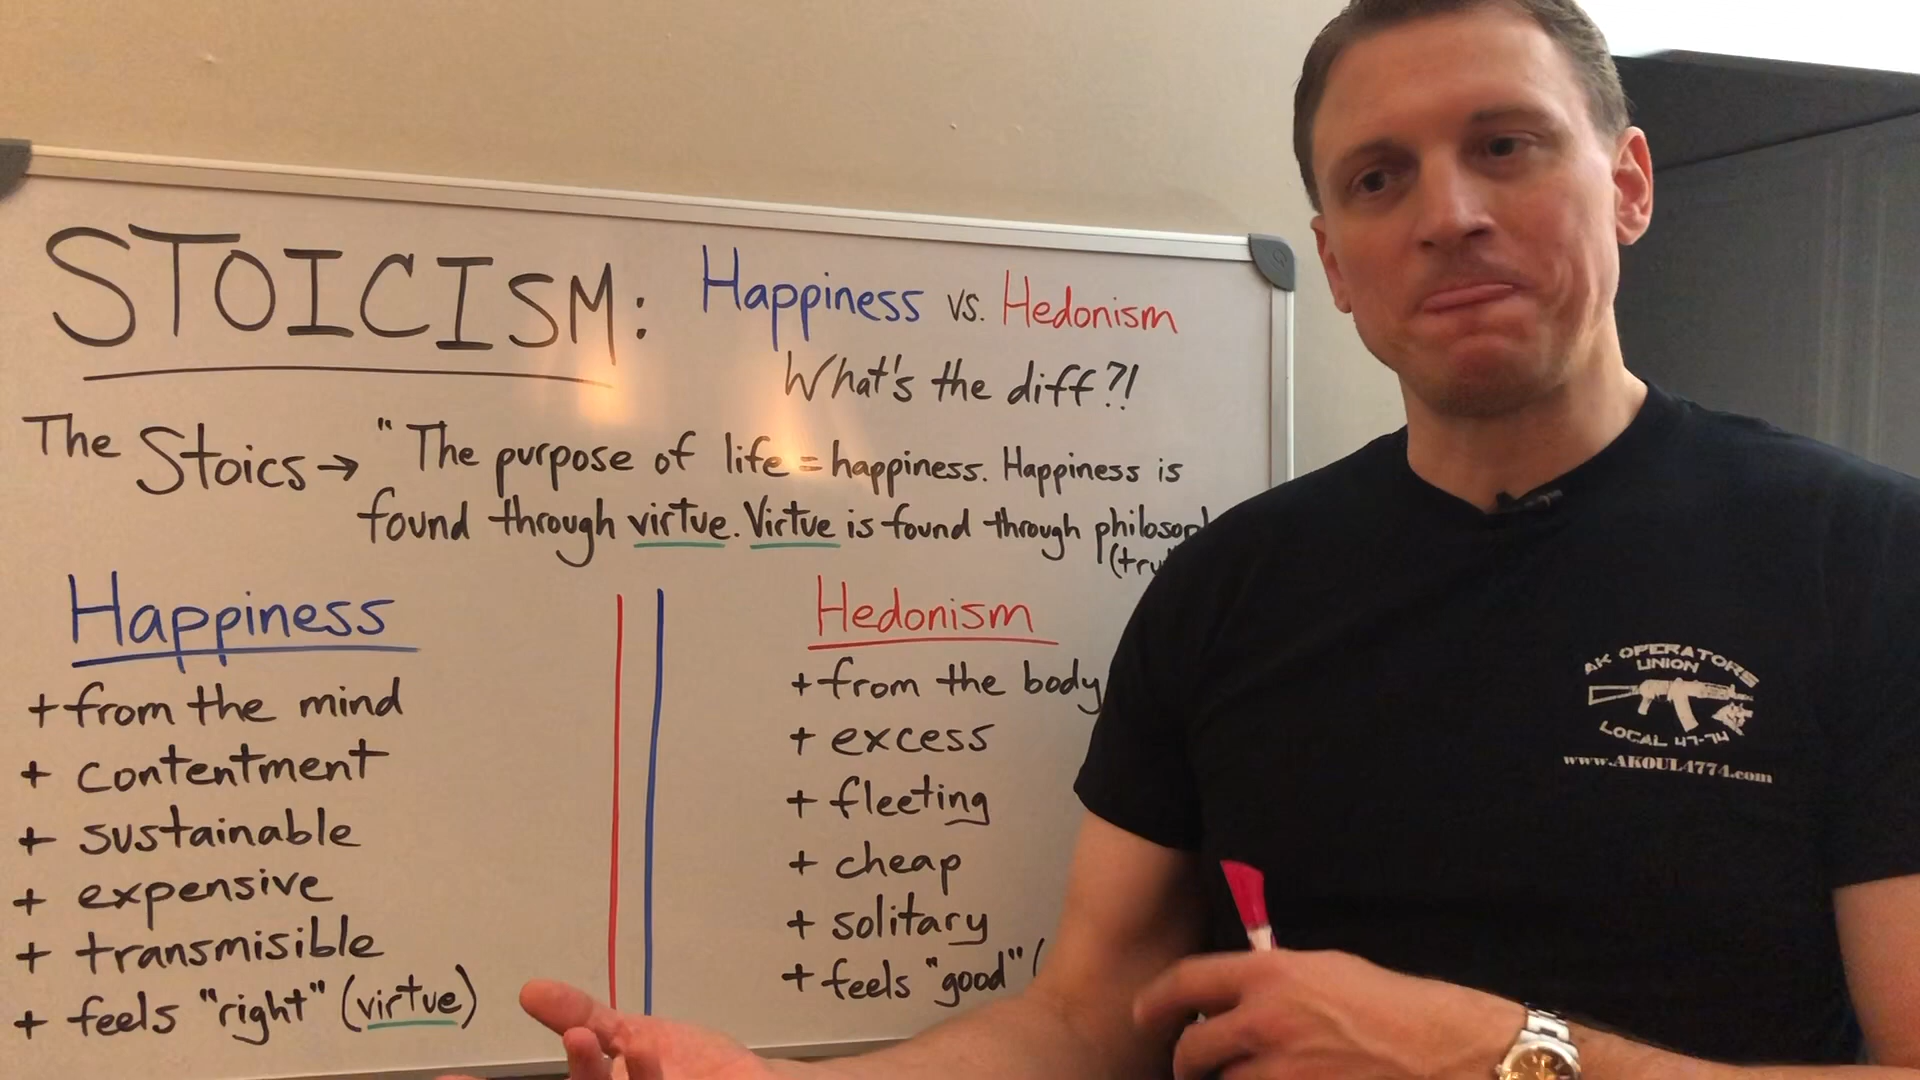 STOICISM: Happiness vs. Hedonism
What's the diff?!
The Stoics → "The purpose of life = happiness. Happiness is
found through virtue. Virtue is found through
Happiness
+ from the mind
+ contentment
+ sustainable
+ expensive
+ transmisible
+ feels "right" (virtue)
Hedonism
+ from the body
+ excess
+ fleeting
+ cheap
+ solitary
+ feels "good" (
AK OPERATORS
UNION
LOCAL 47-74
www.AKOUL4774.com